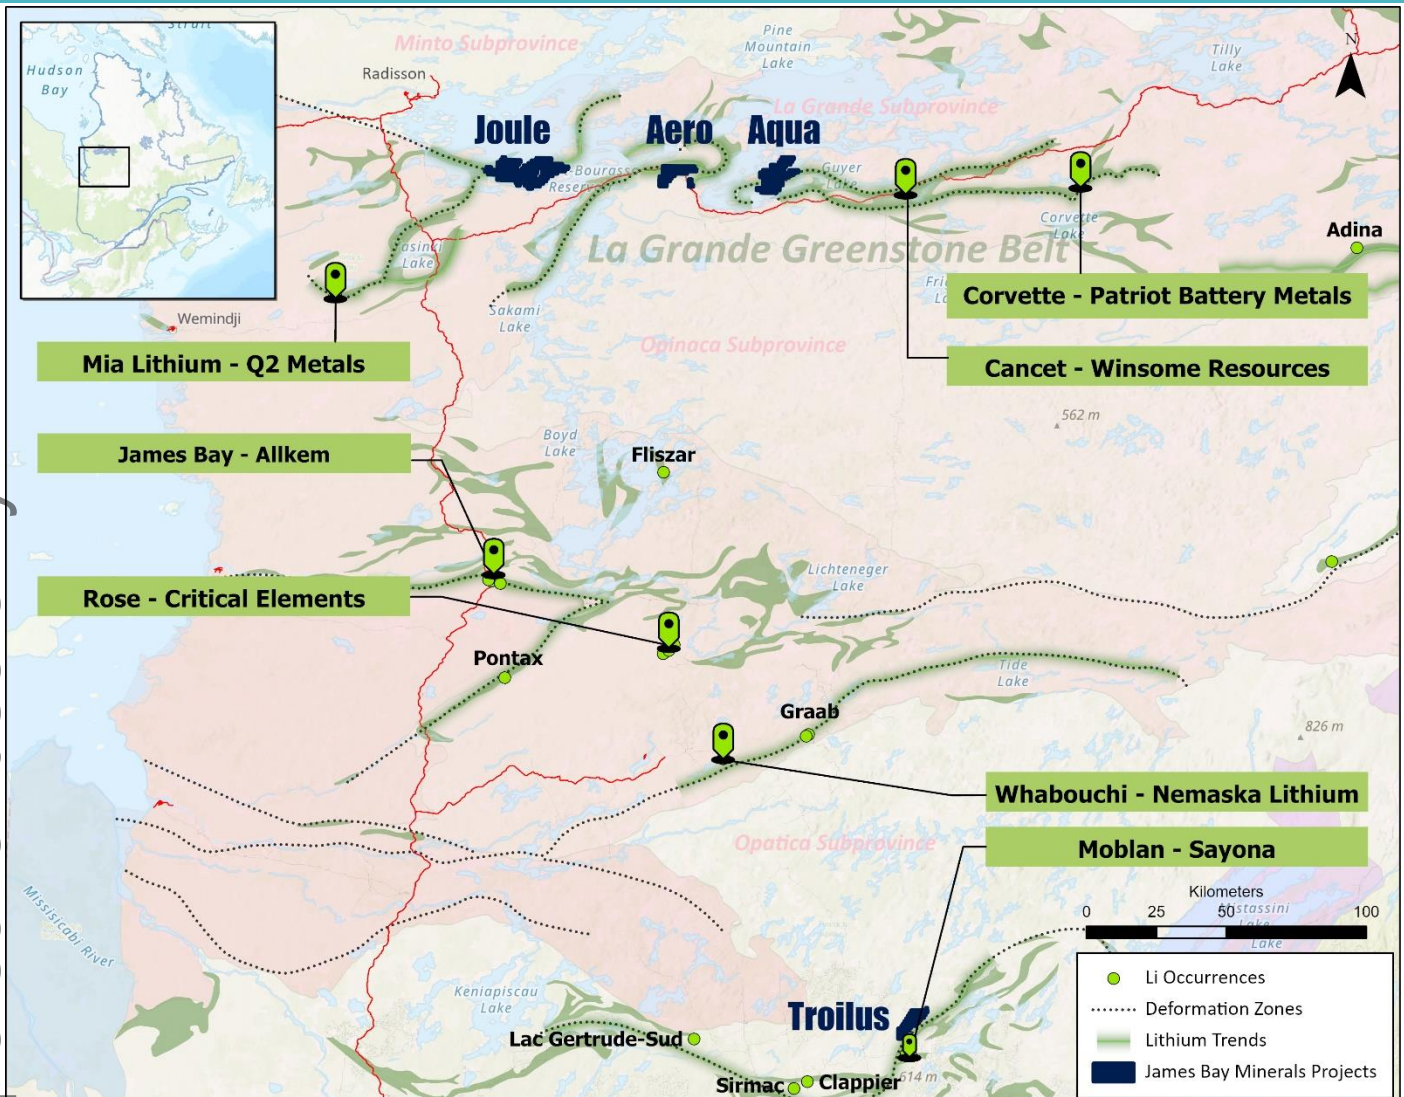 Strait
Hudson
Bay
Minto Subprovince
Radisson
Pine
Mountain
Lake
Tilly
Lake
N
La Grande Subprovince
Joule
Aero
Aqua
Guyer
Lake
Corvette
Lake
Adina
La Grande Greenstone Belt
Sakami
Lake
Wemindji
Corvette - Patriot Battery Metals
Opinaca Subprovince
Mia Lithium - Q2 Metals
Cancet - Winsome Resources
562 m
James Bay - Allkem
Boyd
Lake
Fliszar
Lichteneger
Lake
Rose - Critical Elements
Pontax
Tide
Lake
Graab
826 m
Whabouchi - Nemaska Lithium
Opatica Subprovince
Moblan - Sayona
Missisicabi River
Kilometers
0 25 50 100
Keniapiscau
Lake
Troilus
Lac Gertrude-Sud
Sirmac
Clappier
614 m
Li Occurrences
Deformation Zones
Lithium Trends
James Bay Minerals Projects